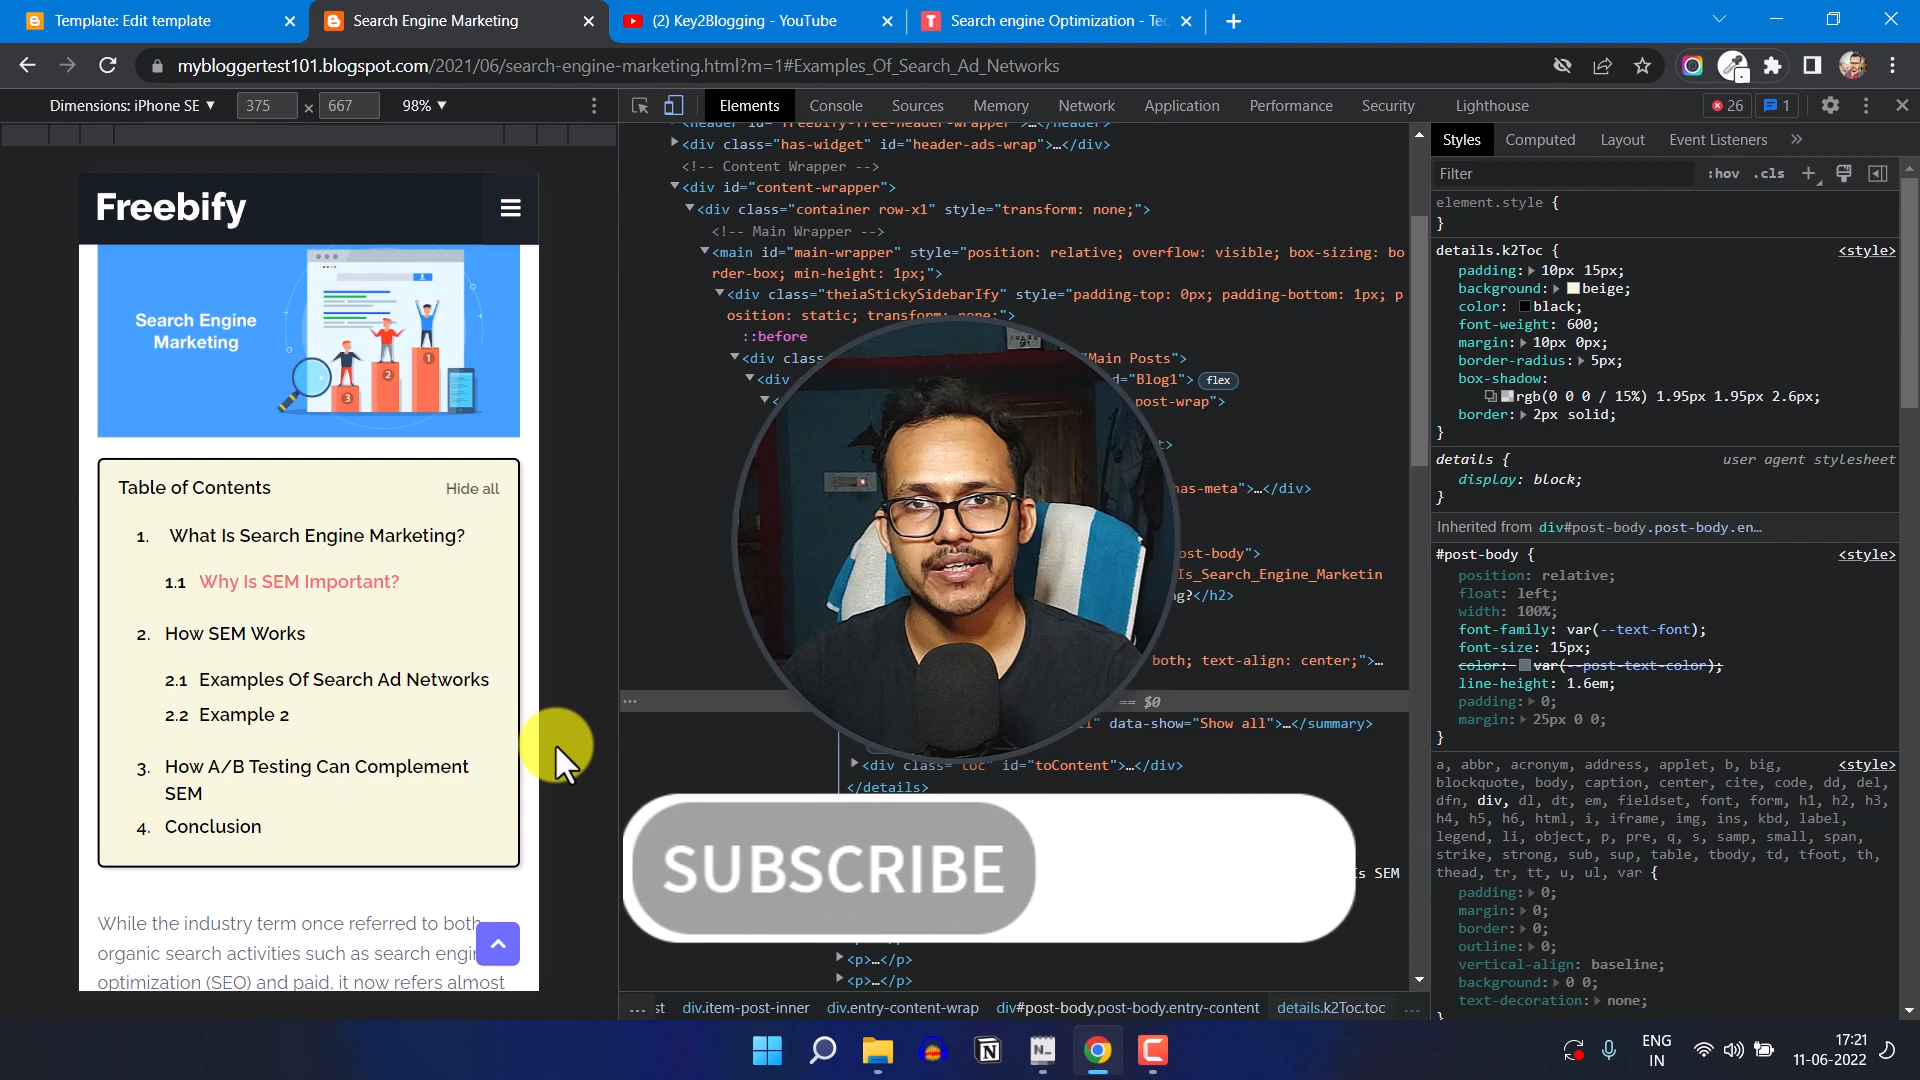 Template: Edit template
Search Engine Marketing
(2) Key2Blogging - YouTube
Search engine Optimization - Tec
mybloggertest101.blogspot.com/2021/06/search-engine-marketing.html?m=1#Examples_Of_Search_Ad_Networks
Dimensions: iPhone SE ▼ 375 × 667 98% ▼
Elements Console Sources Memory Network Application Performance Security Lighthouse 26 1
Freebify
Search Engine
Marketing
1
2
3
Table of Contents Hide all
1. What Is Search Engine Marketing?
1.1 Why Is SEM Important?
2. How SEM Works
2.1 Examples Of Search Ad Networks
2.2 Example 2
3. How A/B Testing Can Complement
SEM
4. Conclusion
While the industry term once referred to both
organic search activities such as search engi
optimization (SEO) and paid, it now refers almost
<div class="has-widget" id="header-ads-wrap">…</div>
<!-- Content Wrapper -->
<div id="content-wrapper">
<div class="container row-x1" style="transform: none;">
<!-- Main Wrapper -->
<main id="main-wrapper" style="position: relative; overflow: visible; box-sizing: bo
rder-box; min-height: 1px;">
<div class="theiaStickySidebarIfy" style="padding-top: 0px; padding-bottom: 1px; p
osition: static; transform: none;">
::before
<div clas "Main Posts">
<div d="Blog1"> flex
< post-wrap">
t>
has-meta">…</div>
post-body">
Is_Search_Engine_Marketin
ng?</h2>
both; text-align: center;">…
… == $0
l" data-show="Show all">…</summary>
<div class="toc" id="toContent">…</div>
</details>
SUBSCRIBE
Is SEM
<p>…</p>
<p>…</p>
... st div.item-post-inner div.entry-content-wrap div#post-body.post-body.entry-content details.k2Toc.toc ...
Styles Computed Layout Event Listeners »
Filter :hov .cls +
element.style {
}
details.k2Toc { <style>
padding: 10px 15px;
background: beige;
color: black;
font-weight: 600;
margin: 10px 0px;
border-radius: 5px;
box-shadow:
rgb(0 0 0 / 15%) 1.95px 1.95px 2.6px;
border: 2px solid;
}
details { user agent stylesheet
display: block;
}
Inherited from div#post-body.post-body.en…
#post-body { <style>
position: relative;
float: left;
width: 100%;
font-family: var(--text-font);
font-size: 15px;
color: var(--post-text-color);
line-height: 1.6em;
padding: 0;
margin: 25px 0 0;
}
a, abbr, acronym, address, applet, b, big, <style>
blockquote, body, caption, center, cite, code, dd, del,
dfn, div, dl, dt, em, fieldset, font, form, h1, h2, h3,
h4, h5, h6, html, i, iframe, img, ins, kbd, label,
legend, li, object, p, pre, q, s, samp, small, span,
strike, strong, sub, sup, table, tbody, td, tfoot, th,
thead, tr, tt, u, ul, var {
padding: 0;
margin: 0;
border: 0;
outline: 0;
vertical-align: baseline;
background: 0 0;
text-decoration: none;
}
ENG
IN
17:21
11-06-2022